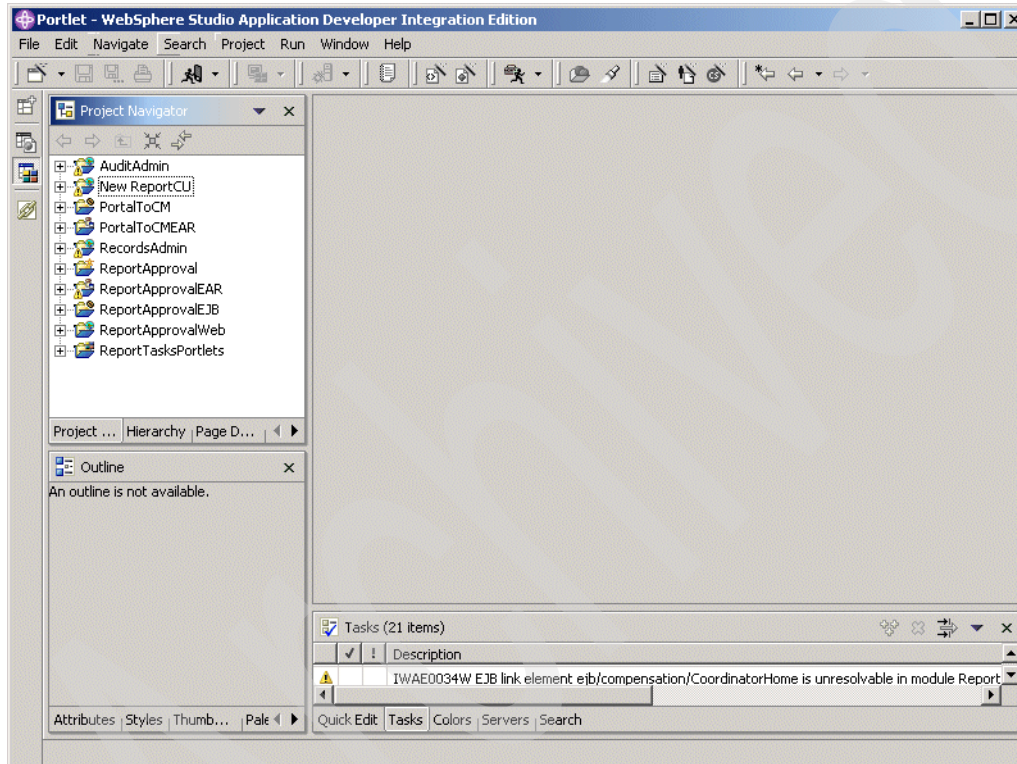 Portlet - WebSphere Studio Application Developer Integration Edition
File Edit Navigate Search Project Run Window Help
Project Navigator
AuditAdmin
New ReportCU
PortalToCM
PortalToCMEAR
RecordsAdmin
ReportApproval
ReportApprovalEAR
ReportApprovalEJB
ReportApprovalWeb
ReportTasksPortlets
Project ... Hierarchy Page D...
Outline
An outline is not available.
Attributes Styles Thumb... Pale
Tasks (21 items)
! Description
IWAE0034W EJB link element ejb/compensation/CoordinatorHome is unresolvable in module Report
Quick Edit Tasks Colors Servers Search